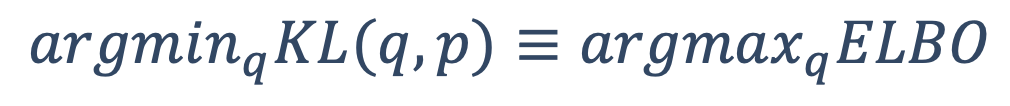 argmin_q KL(q,p) ≡ argmax_q ELBO